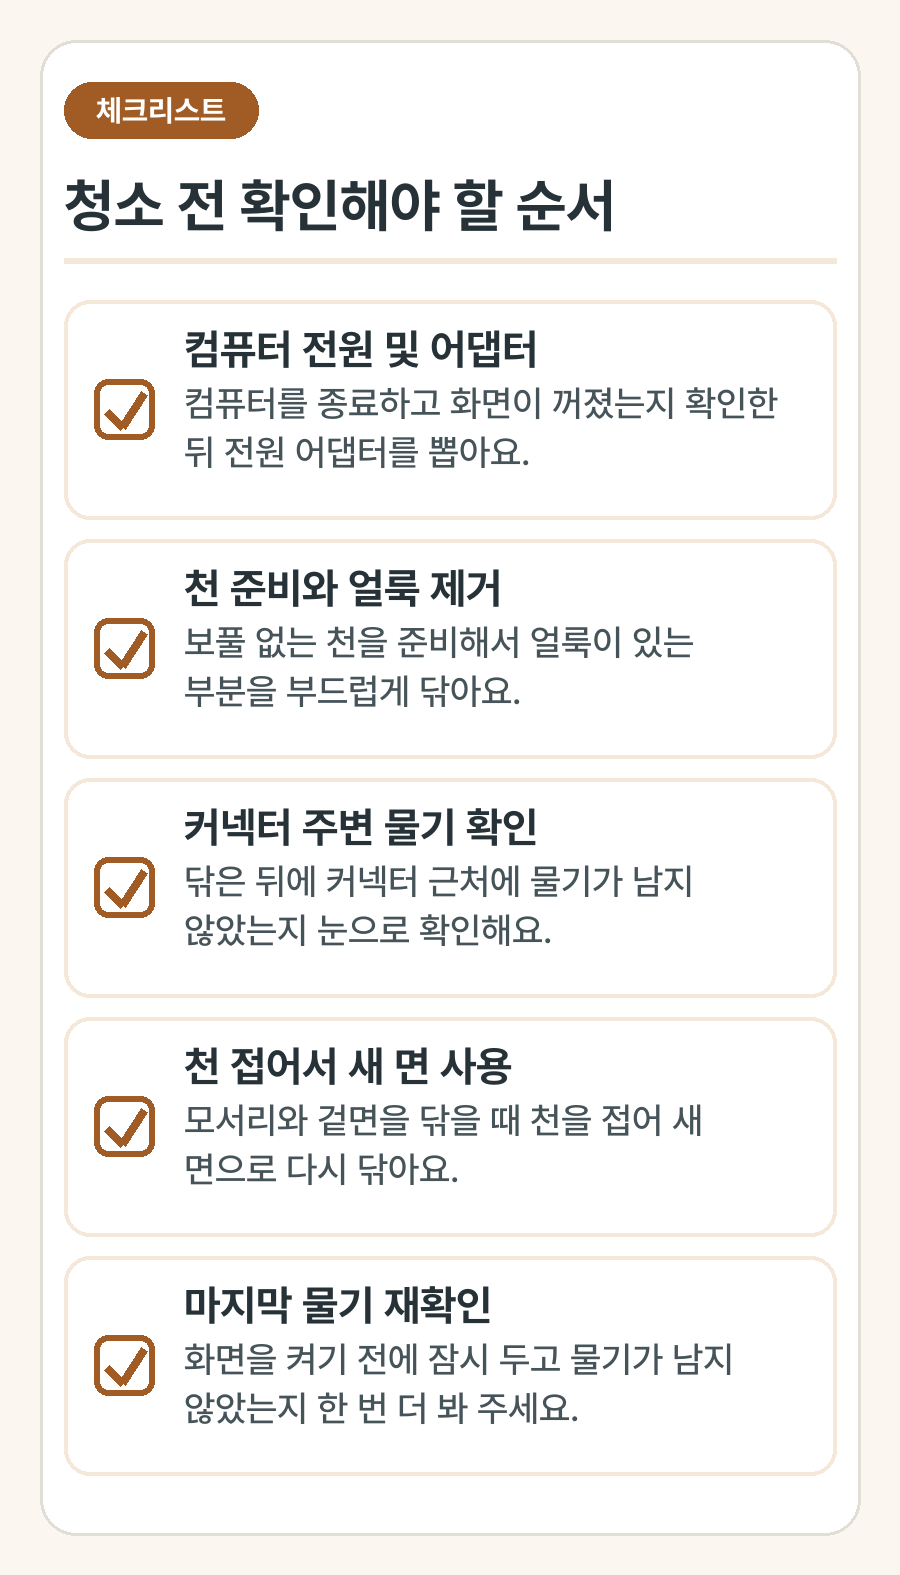 체크리스트
청소 전 확인해야 할 순서
컴퓨터 전원 및 어댑터
컴퓨터를 종료하고 화면이 꺼졌는지 확인한
뒤 전원 어댑터를 뽑아요.
천 준비와 얼룩 제거
보풀 없는 천을 준비해서 얼룩이 있는
부분을 부드럽게 닦아요.
커넥터 주변 물기 확인
닦은 뒤에 커넥터 근처에 물기가 남지
않았는지 눈으로 확인해요.
천 접어서 새 면 사용
모서리와 겉면을 닦을 때 천을 접어 새
면으로 다시 닦아요.
마지막 물기 재확인
화면을 켜기 전에 잠시 두고 물기가 남지
않았는지 한 번 더 봐 주세요.